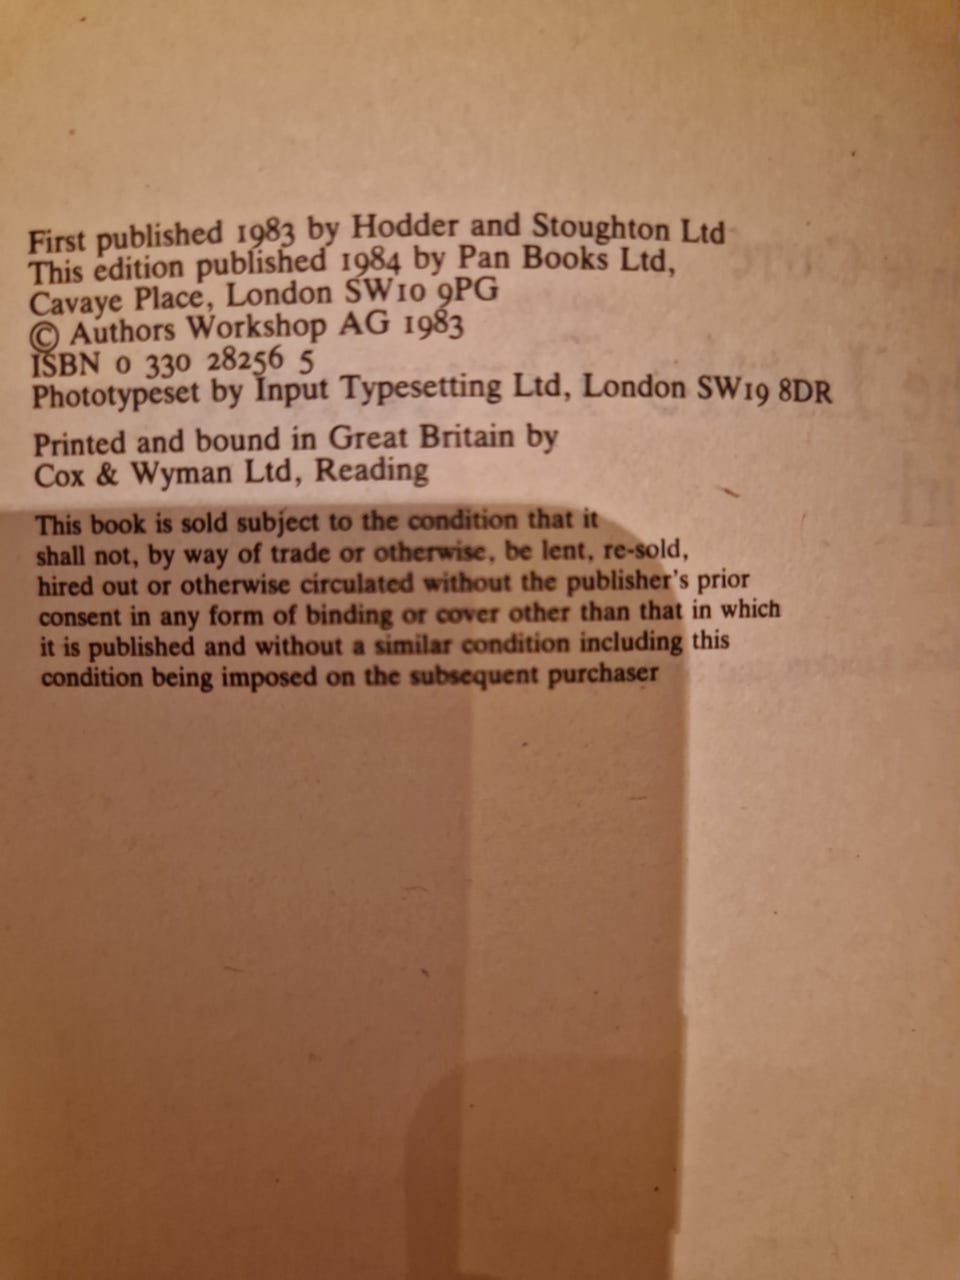 First published 1983 by Hodder and Stoughton Ltd
This edition published 1984 by Pan Books Ltd,
Cavaye Place, London SW10 9PG
© Authors Workshop AG 1983
ISBN 0 330 28256 5
Phototypeset by Input Typesetting Ltd, London SW19 8DR
Printed and bound in Great Britain by
Cox & Wyman Ltd, Reading
This book is sold subject to the condition that it
shall not, by way of trade or otherwise, be lent, re-sold,
hired out or otherwise circulated without the publisher's prior
consent in any form of binding or cover other than that in which
it is published and without a similar condition including this
condition being imposed on the subsequent purchaser